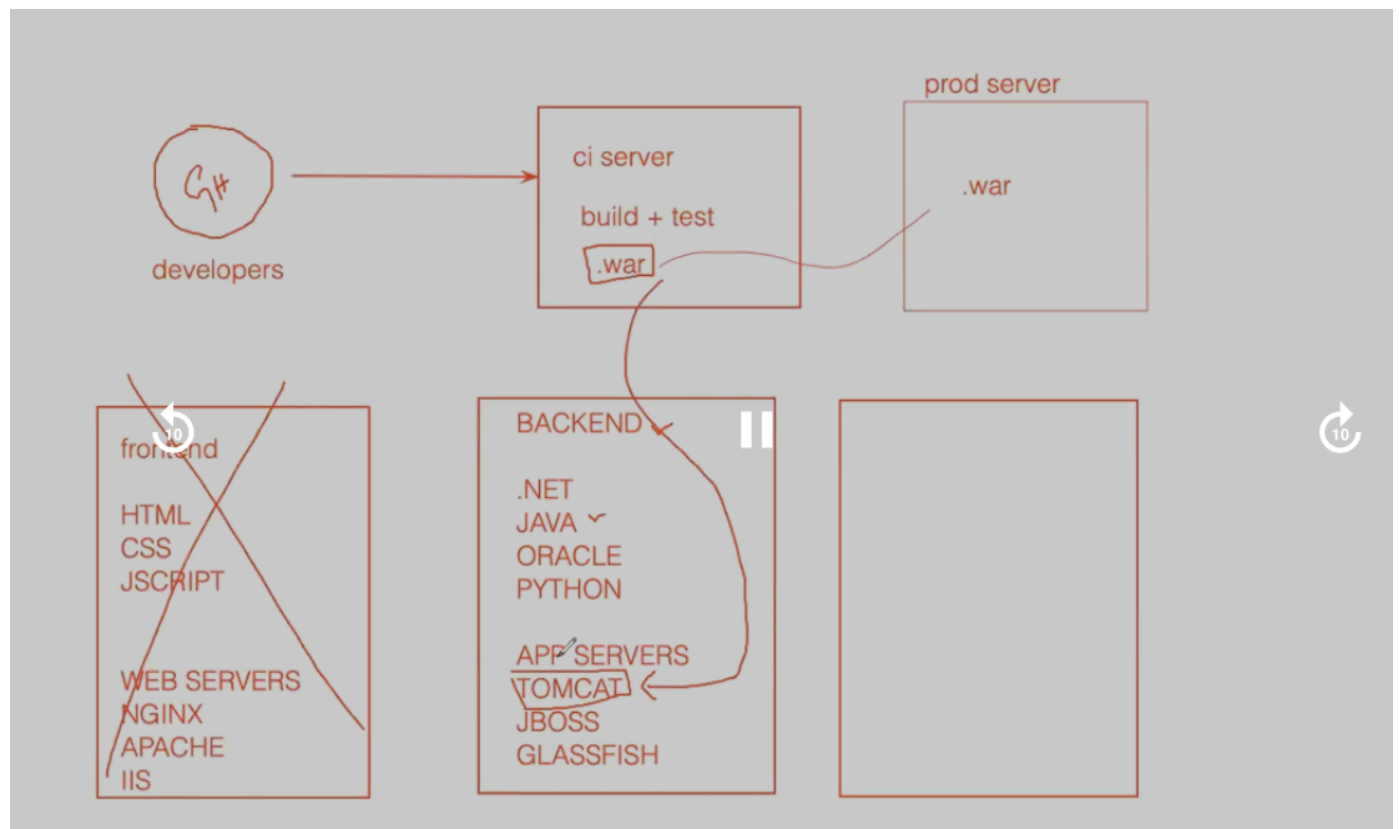 prod server
ci server
.war
GH
build + test
developers
.war
frontend
HTML
CSS
JSCRIPT
WEB SERVERS
NGINX
APACHE
IIS
BACKEND
.NET
JAVA
ORACLE
PYTHON
APP SERVERS
TOMCAT
JBOSS
GLASSFISH
10
10